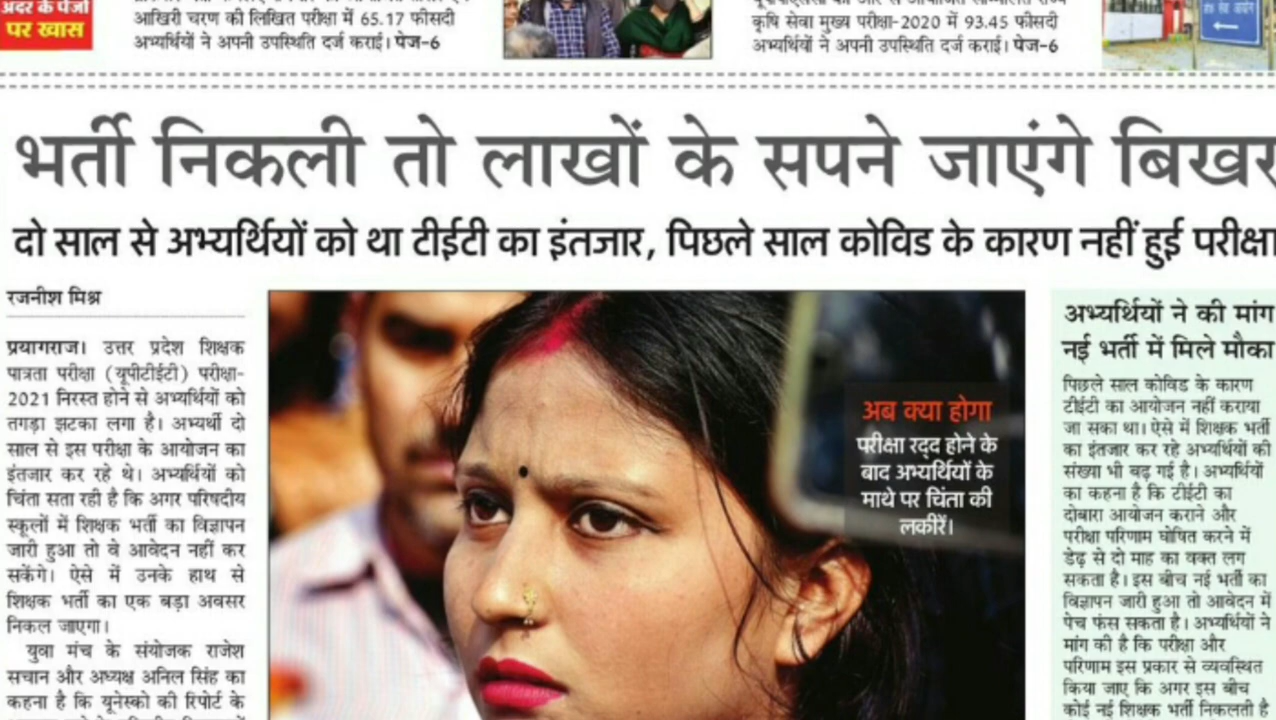 अंदर के पेजों
पर खास
आखिरी चरण की लिखित परीक्षा में 65.17 फीसदी
अभ्यर्थियों ने अपनी उपस्थिति दर्ज कराई। पेज-6
कृषि सेवा मुख्य परीक्षा-2020 में 93.45 फीसदी
अभ्यर्थियों ने अपनी उपस्थिति दर्ज कराई। पेज-6
भर्ती निकली तो लाखों के सपने जाएंगे बिखर
दो साल से अभ्यर्थियों को था टीईटी का इंतजार, पिछले साल कोविड के कारण नहीं हुई परीक्षा
रजनीश मिश्र
प्रयागराज। उत्तर प्रदेश शिक्षक
पात्रता परीक्षा (यूपीटीईटी) परीक्षा-
2021 निरस्त होने से अभ्यर्थियों को
तगड़ा झटका लगा है। अभ्यर्थी दो
साल से इस परीक्षा के आयोजन का
इंतजार कर रहे थे। अभ्यर्थियों को
चिंता सता रही है कि अगर परिषदीय
स्कूलों में शिक्षक भर्ती का विज्ञापन
जारी हुआ तो वे आवेदन नहीं कर
सकेंगे। ऐसे में उनके हाथ से
शिक्षक भर्ती का एक बड़ा अवसर
निकल जाएगा।
युवा मंच के संयोजक राजेश
सचान और अध्यक्ष अनिल सिंह का
कहना है कि यूनेस्को की रिपोर्ट के
अब क्या होगा
परीक्षा रद्द होने के
बाद अभ्यर्थियों के
माथे पर चिंता की
लकीरें।
अभ्यर्थियों ने की मांग
नई भर्ती में मिले मौका
पिछले साल कोविड के कारण
टीईटी का आयोजन नहीं कराया
जा सका था। ऐसे में शिक्षक भर्ती
का इंतजार कर रहे अभ्यर्थियों की
संख्या भी बढ़ गई है। अभ्यर्थियों
का कहना है कि टीईटी का
दोबारा आयोजन कराने और
परीक्षा परिणाम घोषित करने में
डेढ़ से दो माह का वक्त लग
सकता है। इस बीच नई भर्ती का
विज्ञापन जारी हुआ तो आवेदन में
पेच फंस सकता है। अभ्यर्थियों ने
मांग की है कि परीक्षा और
परिणाम इस प्रकार से व्यवस्थित
किया जाए कि अगर इस बीच
कोई नई शिक्षक भर्ती निकलती है